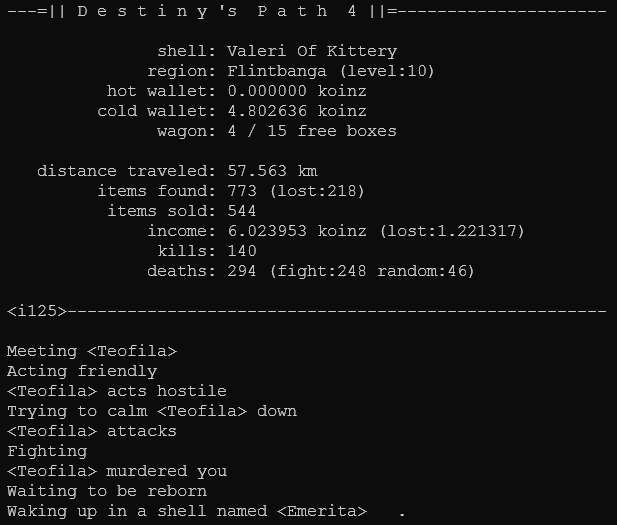 ---=|| D e s t i n y ' s  P a t h  4 ||=---------------------
shell: Valeri Of Kittery
region: Flintbanga (level:10)
hot wallet: 0.000000 koinz
cold wallet: 4.802636 koinz
wagon: 4 / 15 free boxes
distance traveled: 57.563 km
items found: 773 (lost:218)
items sold: 544
income: 6.023953 koinz (lost:1.221317)
kills: 140
deaths: 294 (fight:248 random:46)
<i125>------------------------------------------------------
Meeting <Teofila>
Acting friendly
<Teofila> acts hostile
Trying to calm <Teofila> down
<Teofila> attacks
Fighting
<Teofila> murdered you
Waiting to be reborn
Waking up in a shell named <Emerita>   .